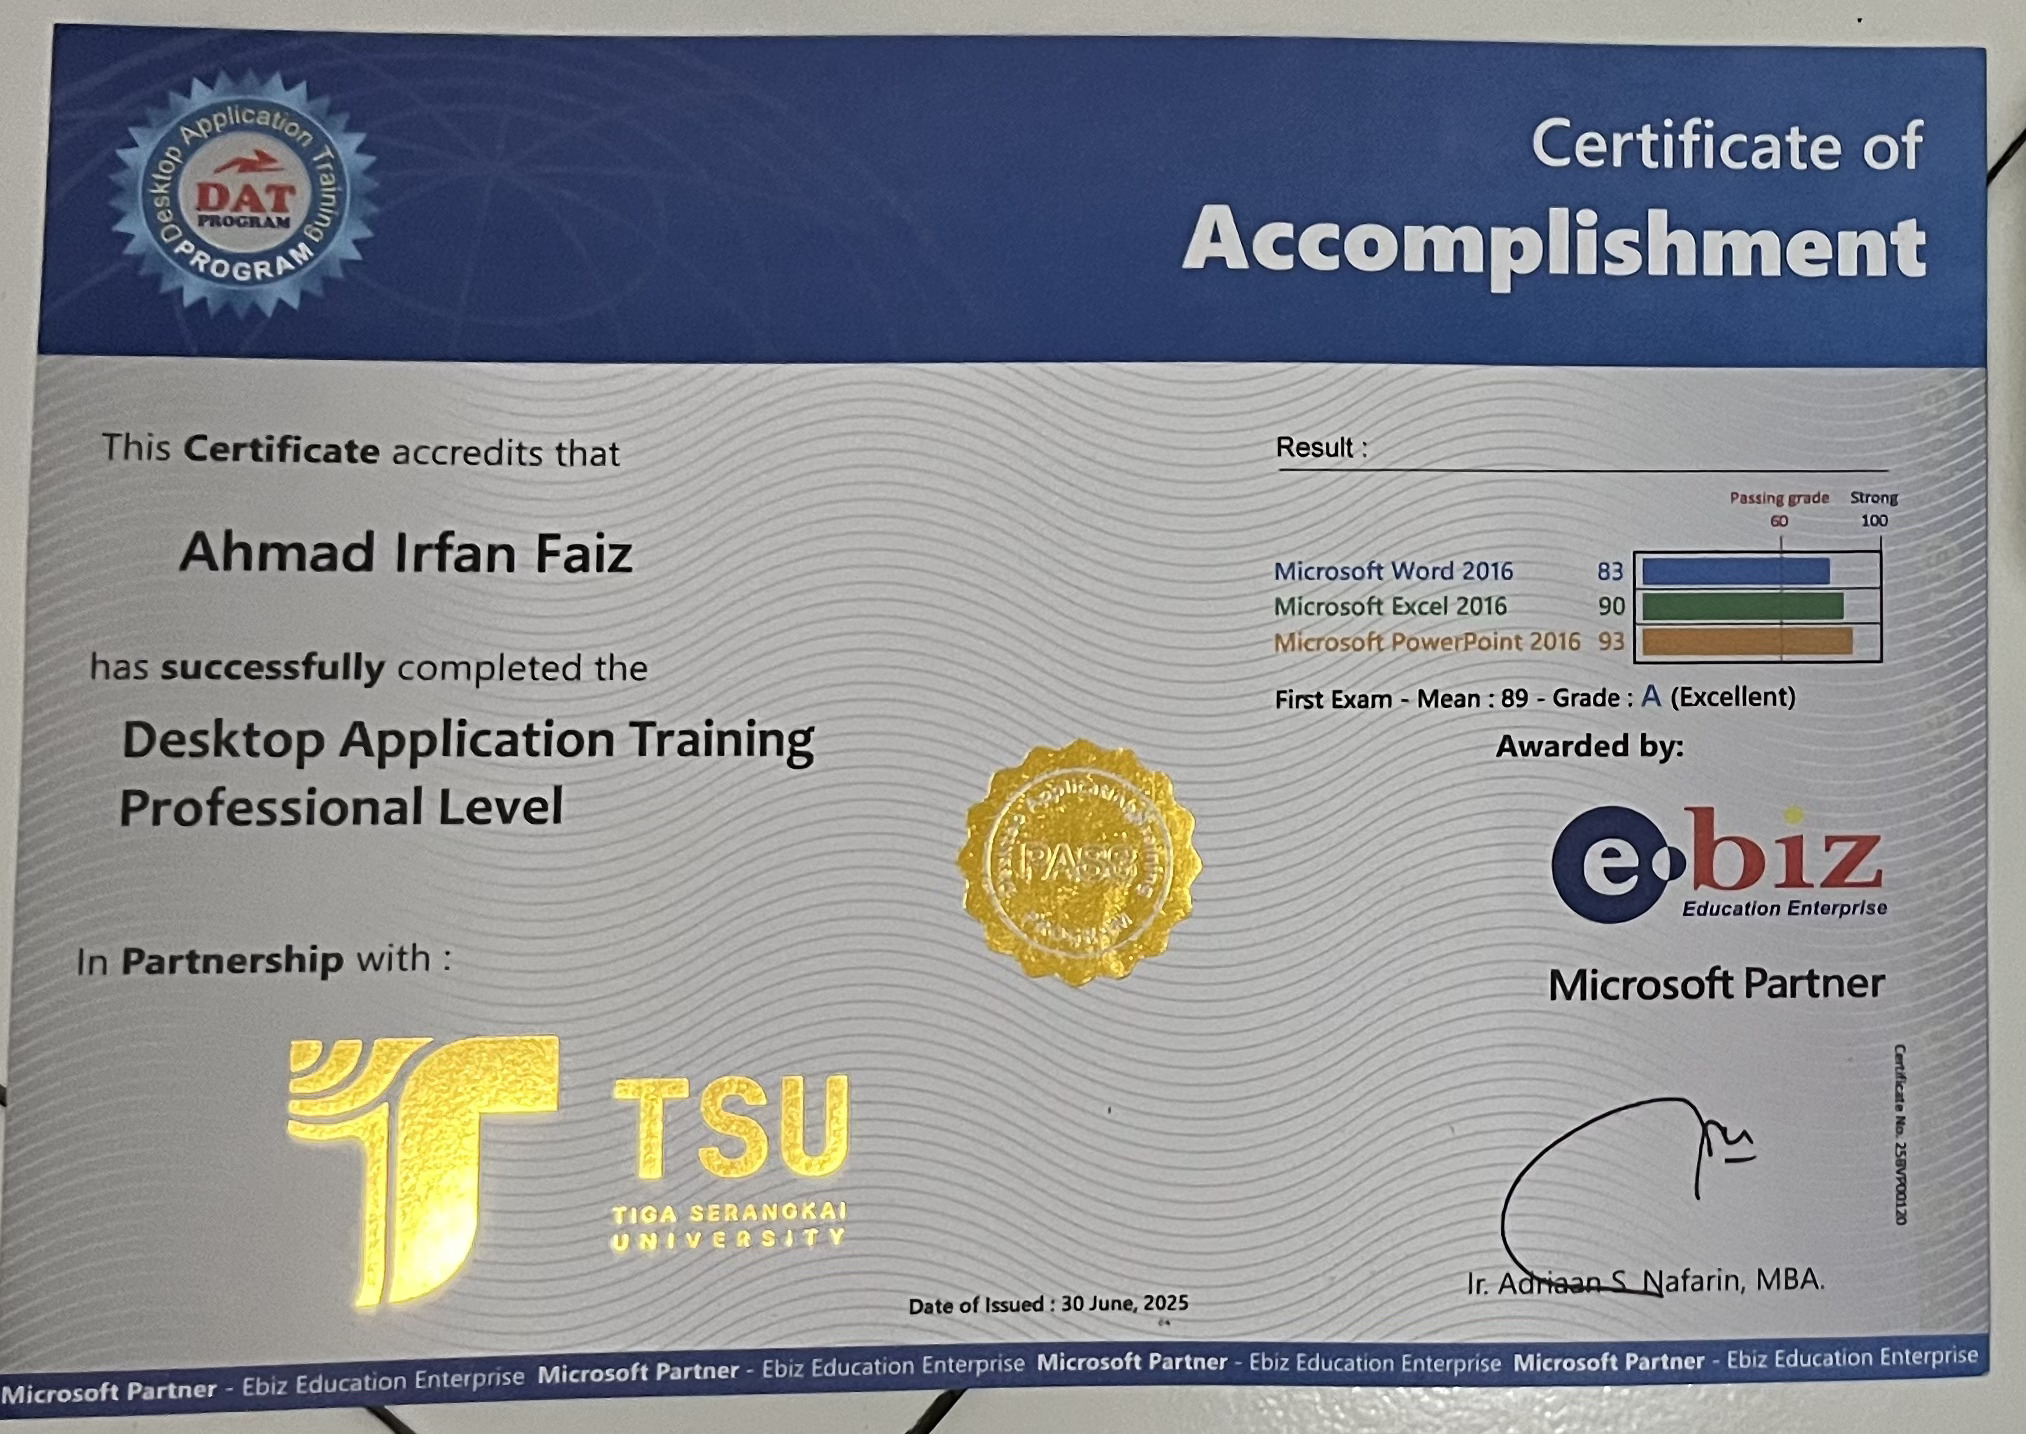 Desktop Application Training
DAT
PROGRAM
PROGRAM
Certificate of
Accomplishment
This Certificate accredits that
Ahmad Irfan Faiz
has successfully completed the
Desktop Application Training
Professional Level
In Partnership with :
TSU
TIGA SERANGKAI
UNIVERSITY
PASS
Result :
Passing grade Strong
60 100
Microsoft Word 2016 83
Microsoft Excel 2016 90
Microsoft PowerPoint 2016 93
First Exam - Mean : 89 - Grade : A (Excellent)
Awarded by:
e•biz
Education Enterprise
Microsoft Partner
Certificate No. 25BVP00120
Ir. Adriaan S Nafarin, MBA.
Date of Issued : 30 June, 2025
Microsoft Partner - Ebiz Education Enterprise Microsoft Partner - Ebiz Education Enterprise Microsoft Partner - Ebiz Education Enterprise Microsoft Partner - Ebiz Education Enterprise